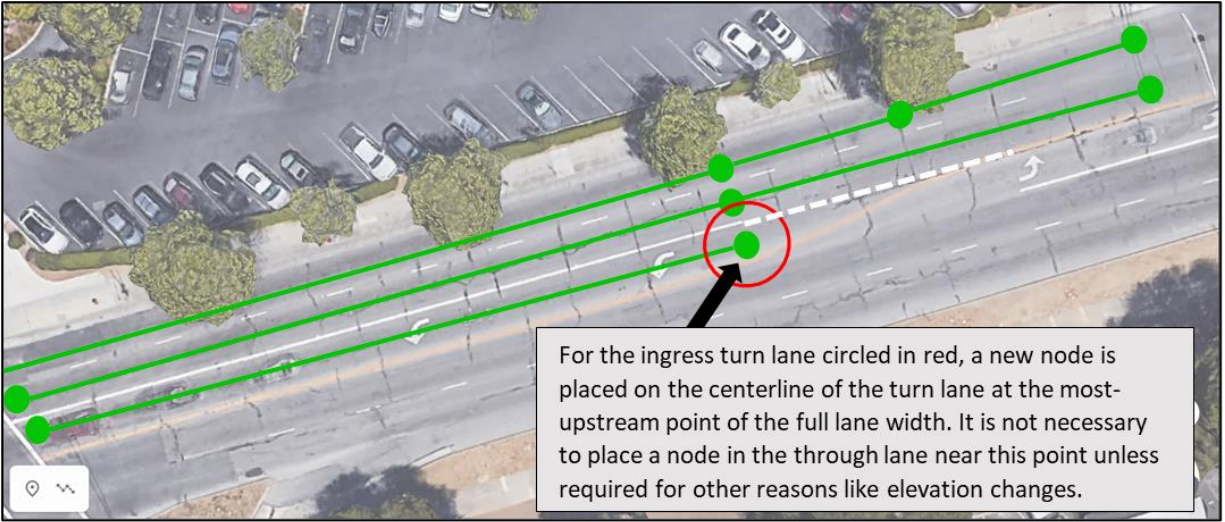 For the ingress turn lane circled in red, a new node is
placed on the centerline of the turn lane at the most-
upstream point of the full lane width. It is not necessary
to place a node in the through lane near this point unless
required for other reasons like elevation changes.